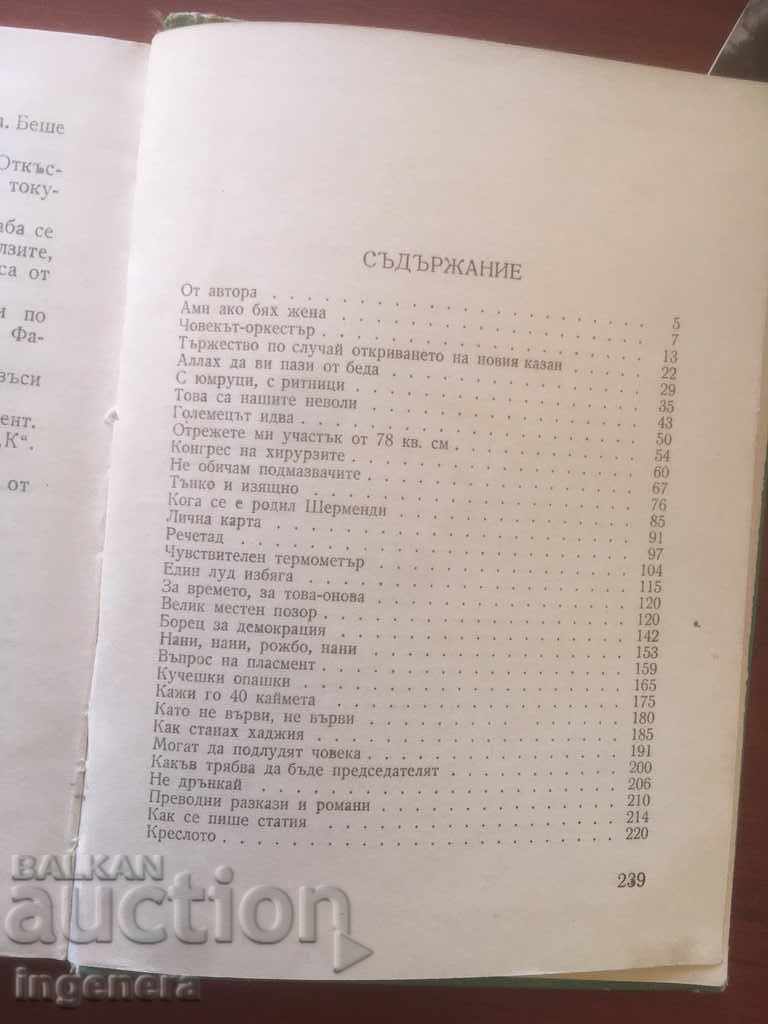 . Беше
Откъс-
току-
аба се
лзите,
са от
и по
Фа-
ъси
ент.
„К“.
от
СЪДЪРЖАНИЕ
От автора . . . 5
Ами ако бях жена . . . 7
Човекът-оркестър . . . 13
Тържество по случай откриването на новия казан . . . 22
Аллах да ви пази от беда . . . 29
С юмруци, с ритници . . . 35
Това са нашите неволи . . . 43
Големецът идва . . . 50
Отрежете ми участък от 78 кв. см . . . 54
Конгрес на хирурзите . . . 60
Не обичам подмазвачите . . . 67
Тънко и изящно . . . 76
Кога се е родил Шерменди . . . 85
Лична карта . . . 91
Речетад . . . 97
Чувствителен термометър . . . 104
Елин луд избяга . . . 115
За времето, за това-онова . . . 120
Велик местен позор . . . 120
Борец за демокрация . . . 142
Нани, нани, рожбо, нани . . . 153
Въпрос на пласмент . . . 159
Кучешки опашки . . . 165
Кажи го 40 каймета . . . 175
Като не върви, не върви . . . 180
Как станах хаджия . . . 185
Могат да подлудят човека . . . 191
Какъв трябва да бъде председателят . . . 200
Не дрънкай . . . 206
Преводни разкази и романи . . . 210
Как се пише статия . . . 214
Креслото . . . 220
239
BALKAN
auction
ingenera